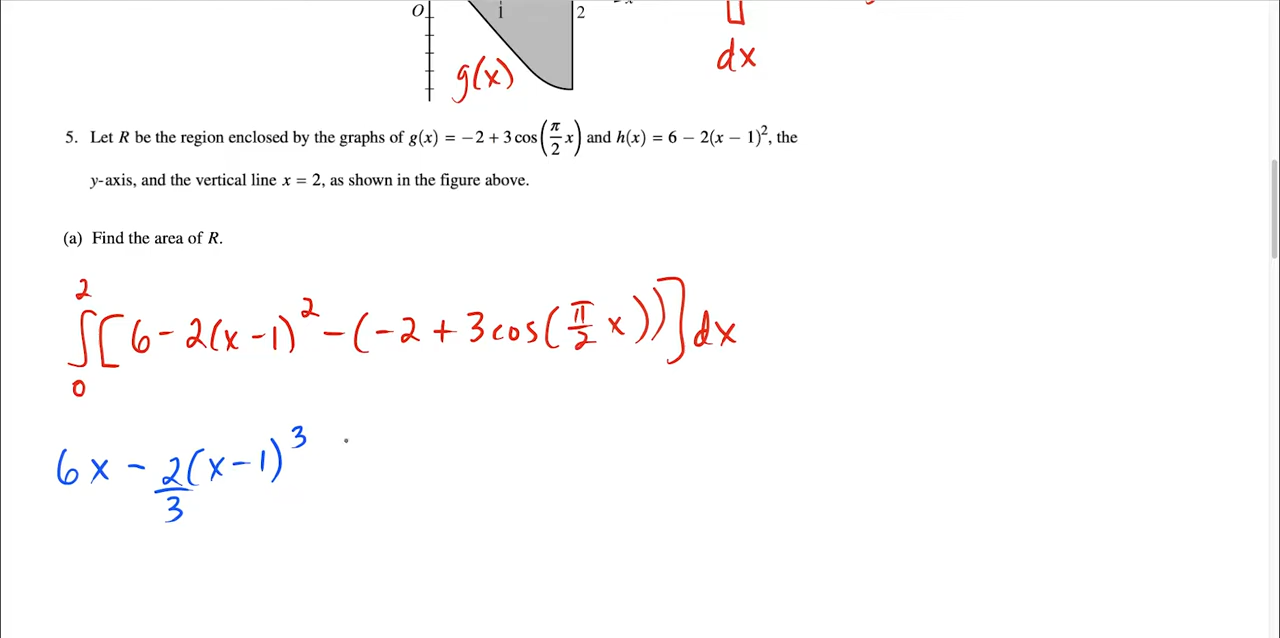 O 1 2
g(x) dx
5. Let R be the region enclosed by the graphs of g(x) = −2 + 3 cos(π/2 x) and h(x) = 6 − 2(x − 1)², the
y-axis, and the vertical line x = 2, as shown in the figure above.
(a) Find the area of R.
∫₀² [6 - 2(x-1)² - (-2 + 3cos(π/2 x))] dx
6x - 2/3 (x-1)³